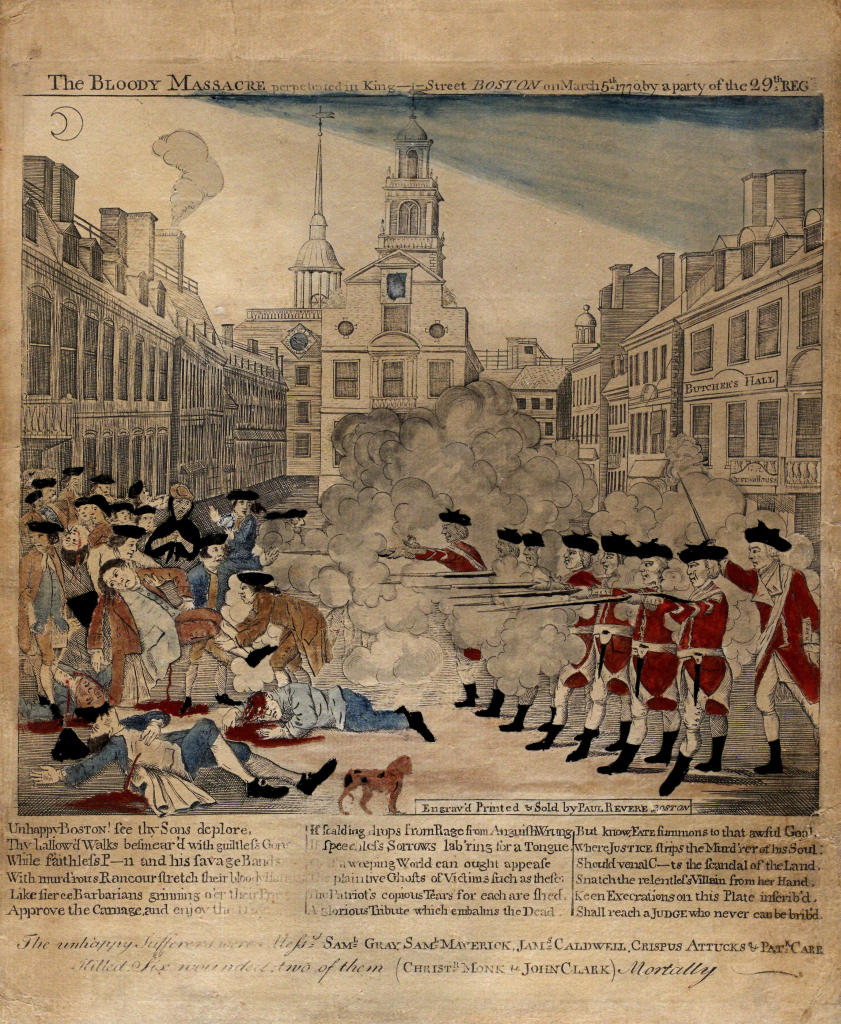 The BLOODY MASSACRE perpetrated in King—Street BOSTON on March 5th 1770, by a party of the 29th REGT
BUTCHER'S HALL
Engrav'd Printed & Sold by PAUL REVERE BOSTON
Unhappy BOSTON! ſee thy Sons deplore,
Thy hallow'd Walks beſmear'd with guiltleſs Gore
While faithleſs P—n and his ſavage Bands
With murd'rous Rancour ſtretch their bloody Hands
Like fierce Barbarians grinning o'er their Prey
Approve the Carnage, and enjoy the
If ſcalding drops from Rage from Anguiſh Wrung
If ſpeechleſs Sorrows lab'ring for a Tongue,
Or if a weeping World can ought appeaſe
The plaintive Ghoſts of Victims ſuch as theſe:
The Patriot's copious Tears for each are ſhed,
A glorious Tribute which embalms the Dead.
But know, FATE ſummons to that awful Goal,
Where JUSTICE ſtrips the Murd'rer of his Soul:
Should venal C—ts the ſcandal of the Land,
Snatch the relentleſs Villain from her Hand,
Keen Execrations on this Plate inſcrib'd,
Shall reach a JUDGE who never can be brib'd.
The unhappy Sufferers were Meſſrs SAML GRAY, SAML MAVERICK, JAMS CALDWELL, CRISPUS ATTUCKS & PATK CARR
Killed. Six wounded; two of them (CHRISTR MONK & JOHN CLARK) Mortally